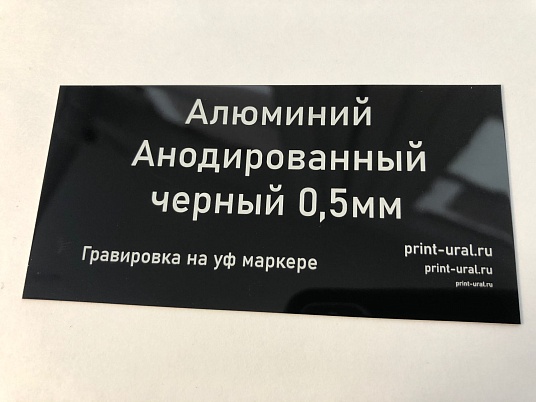 Алюминий
Анодированный
черный 0,5мм
Гравировка на уф маркере
print-ural.ru
print-ural.ru
print-ural.ru